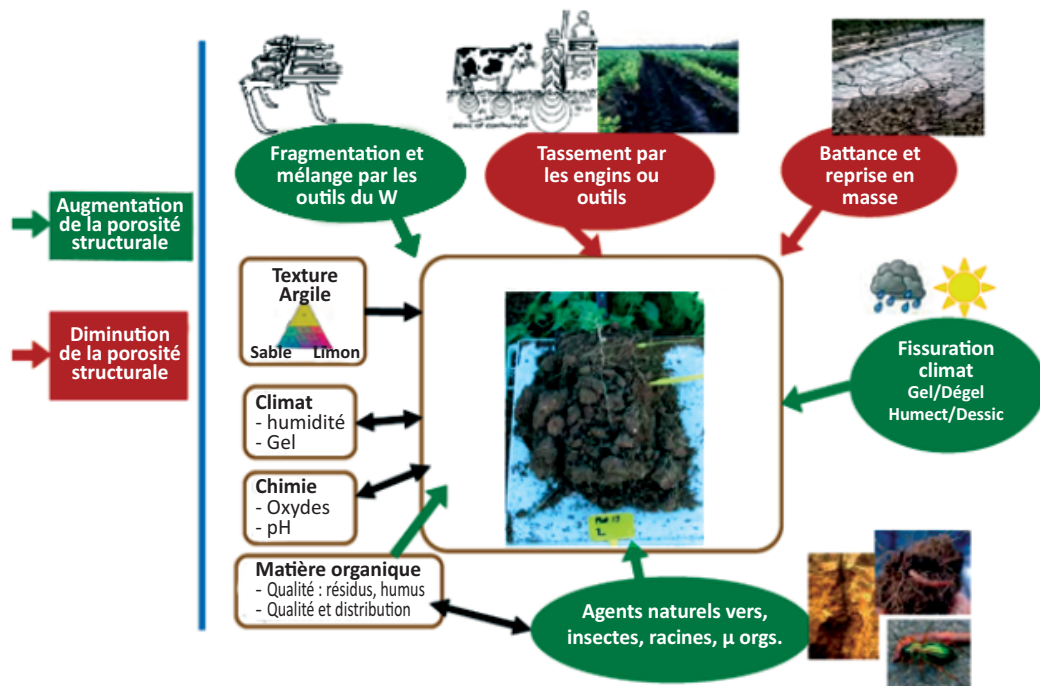 Augmentation
de la porosité
structurale
Diminution
de la porosité
structurale
Fragmentation et
mélange par les
outils du W
Tassement par
les engins ou
outils
Battance et
reprise en
masse
Texture
Argile
Sable Limon
Climat
- humidité
- Gel
Chimie
- Oxydes
- pH
Matière organique
- Qualité : résidus, humus
- Qualité et distribution
Fissuration
climat
Gel/Dégel
Humect/Dessic
Agents naturels vers,
insectes, racines, µ orgs.